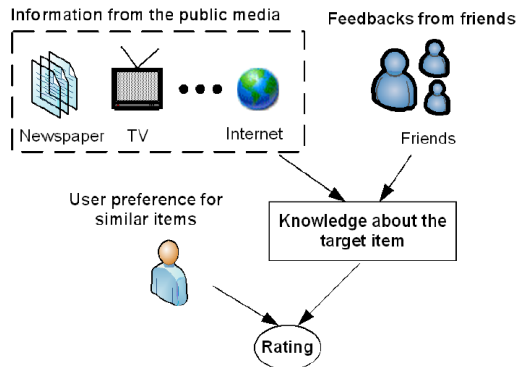 Information from the public media
Feedbacks from friends
Newspaper
TV
Internet
Friends
User preference for
similar items
Knowledge about the
target item
Rating